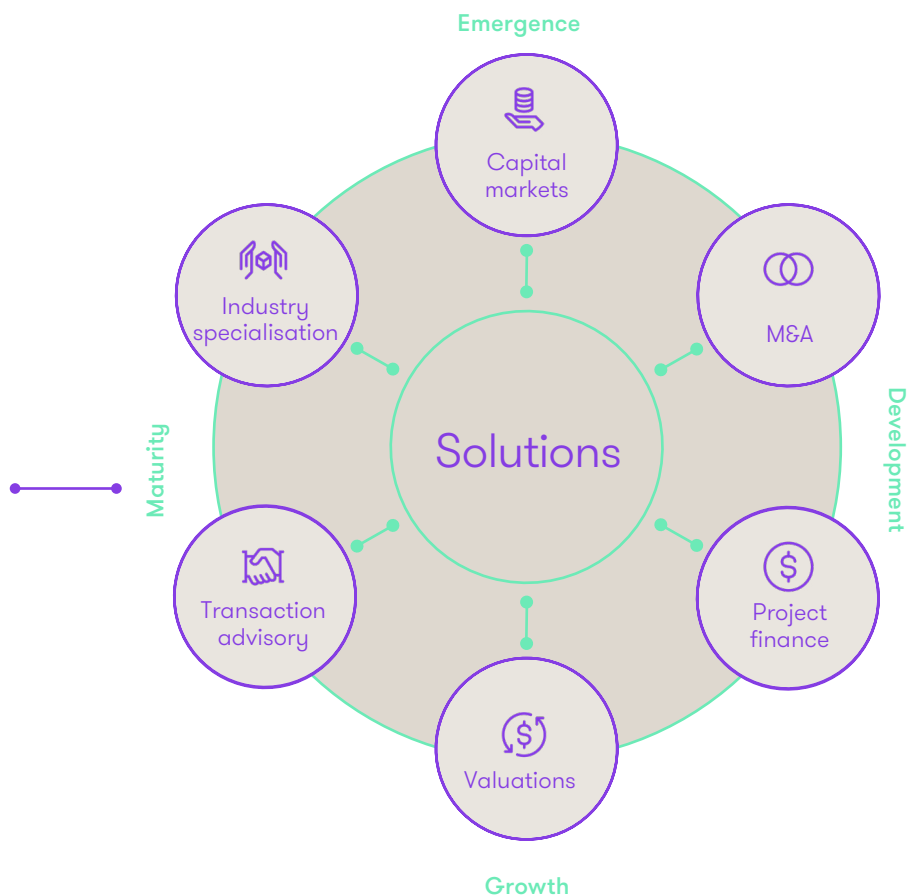 Emergence
Capital
markets
Industry
specialisation
M&A
Solutions
Maturity
Development
Transaction
advisory
Project
finance
Valuations
Growth